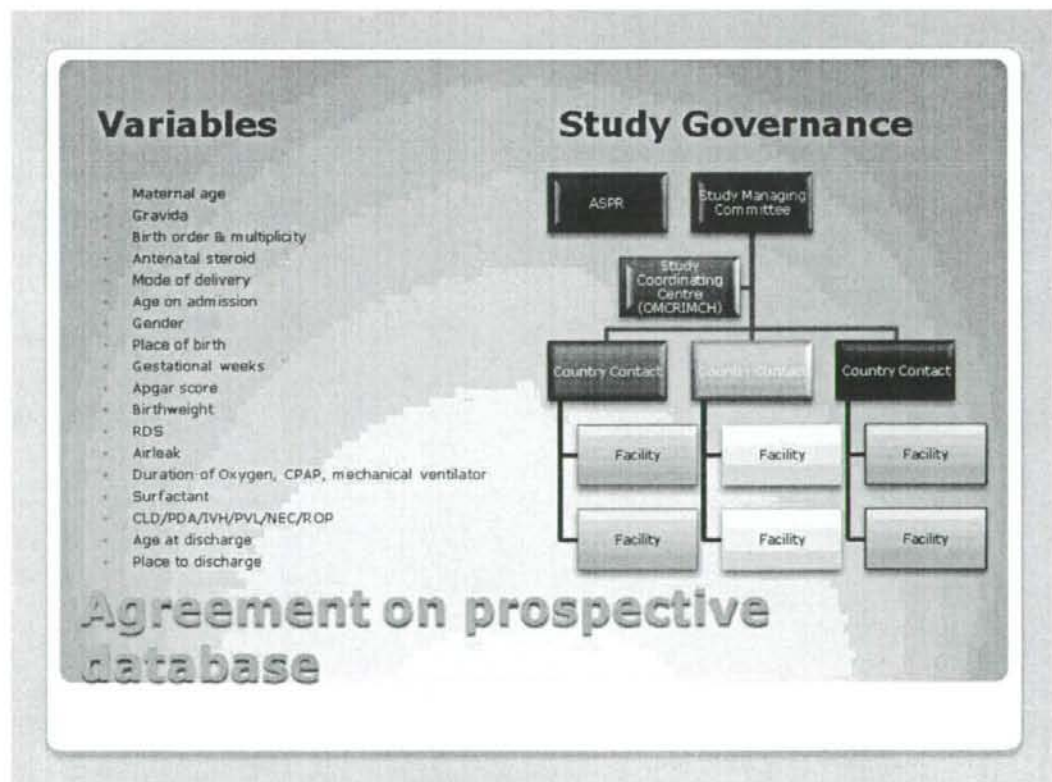 Variables
Maternal age
Gravida
Birth order & multiplicity
Antenatal steroid
Mode of delivery
Age on admission
Gender
Place of birth
Gestational weeks
Apgar score
Birthweight
RDS
Airleak
Duration of Oxygen, CPAP, mechanical ventilator
Surfactant
CLD/PDA/IVH/PVL/NEC/ROP
Age at discharge
Place to discharge
Study Governance
ASPR
Study Managing
Committee
Study
Coordinating
Centre
(OMCRIMCH)
Country Contact
Country Contact
Country Contact
Facility
Facility
Facility
Facility
Facility
Facility
Agreement on prospective
database